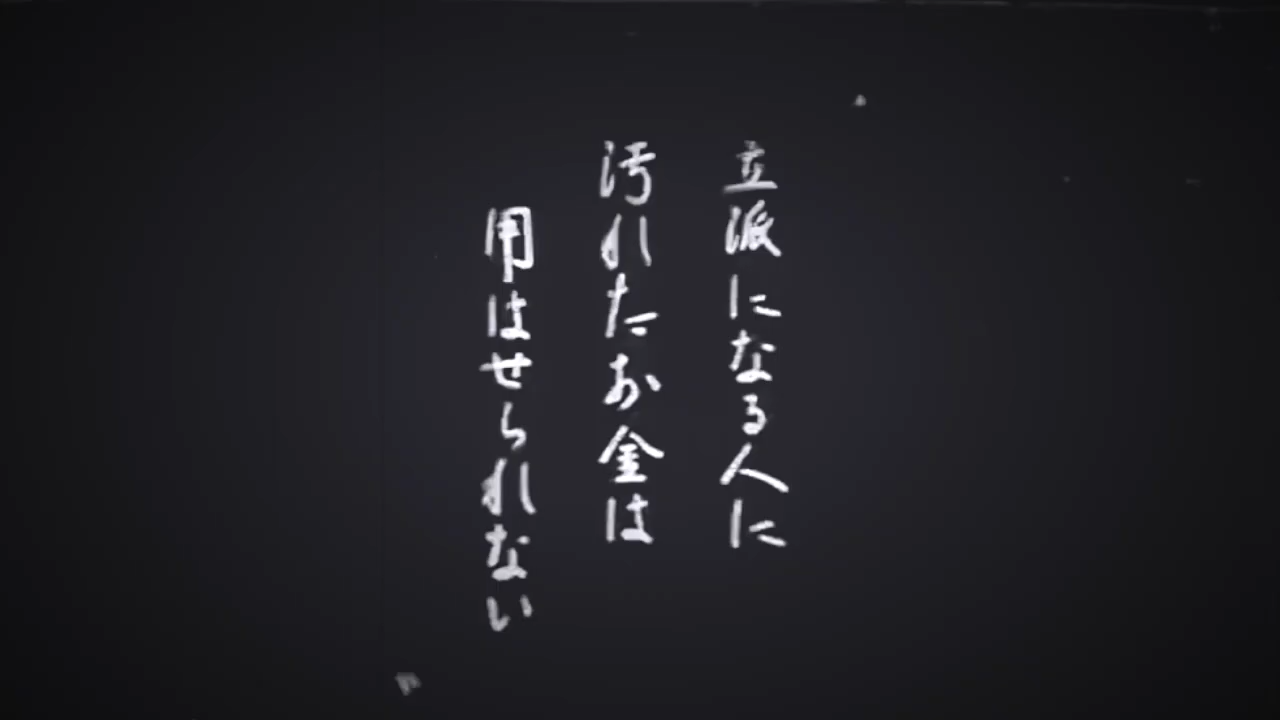 立派になる人に
汚れたお金は
用はせられない